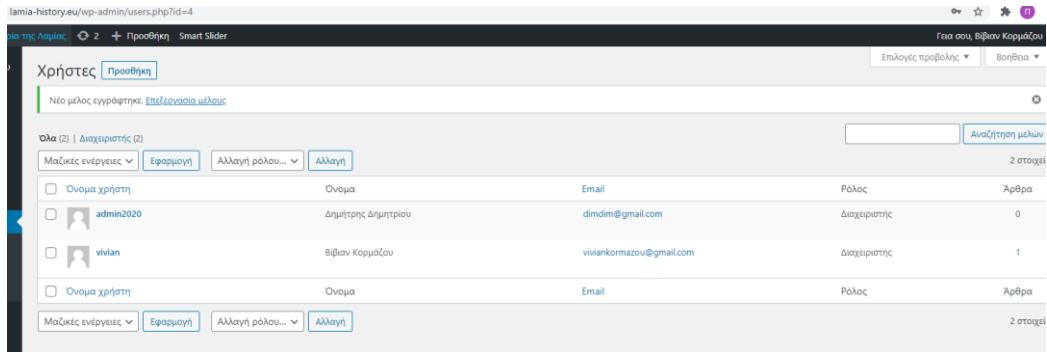 lamia-history.eu/wp-admin/users.php?id=4
Π
ρία της Λαμίας 2 + Προσθήκη Smart Slider Γεια σου, Βίβιαν Κορμάζου
Επιλογές προβολής Βοήθεια
Χρήστες Προσθήκη
Νέο μέλος εγγράφτηκε. Επεξεργασία μέλους
Όλα (2) | Διαχειριστής (2) Αναζήτηση μελών
Μαζικές ενέργειες Εφαρμογή Αλλαγή ρόλου... Αλλαγή 2 στοιχεί
Όνομα χρήστη Όνομα Email Ρόλος Άρθρα
admin2020 Δημήτρης Δημητρίου dimdim@gmail.com Διαχειριστής 0
vivian Βίβιαν Κορμάζου viviankormazou@gmail.com Διαχειριστής 1
Όνομα χρήστη Όνομα Email Ρόλος Άρθρα
Μαζικές ενέργειες Εφαρμογή Αλλαγή ρόλου... Αλλαγή 2 στοιχεί